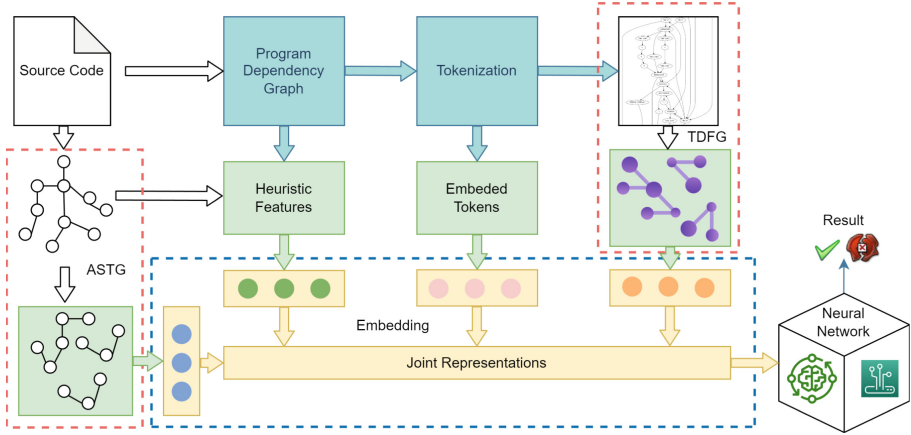 Source Code
Program
Dependency
Graph
Tokenization
TDFG
Heuristic
Features
Embeded
Tokens
ASTG
Result
Embedding
Joint Representations
Neural
Network